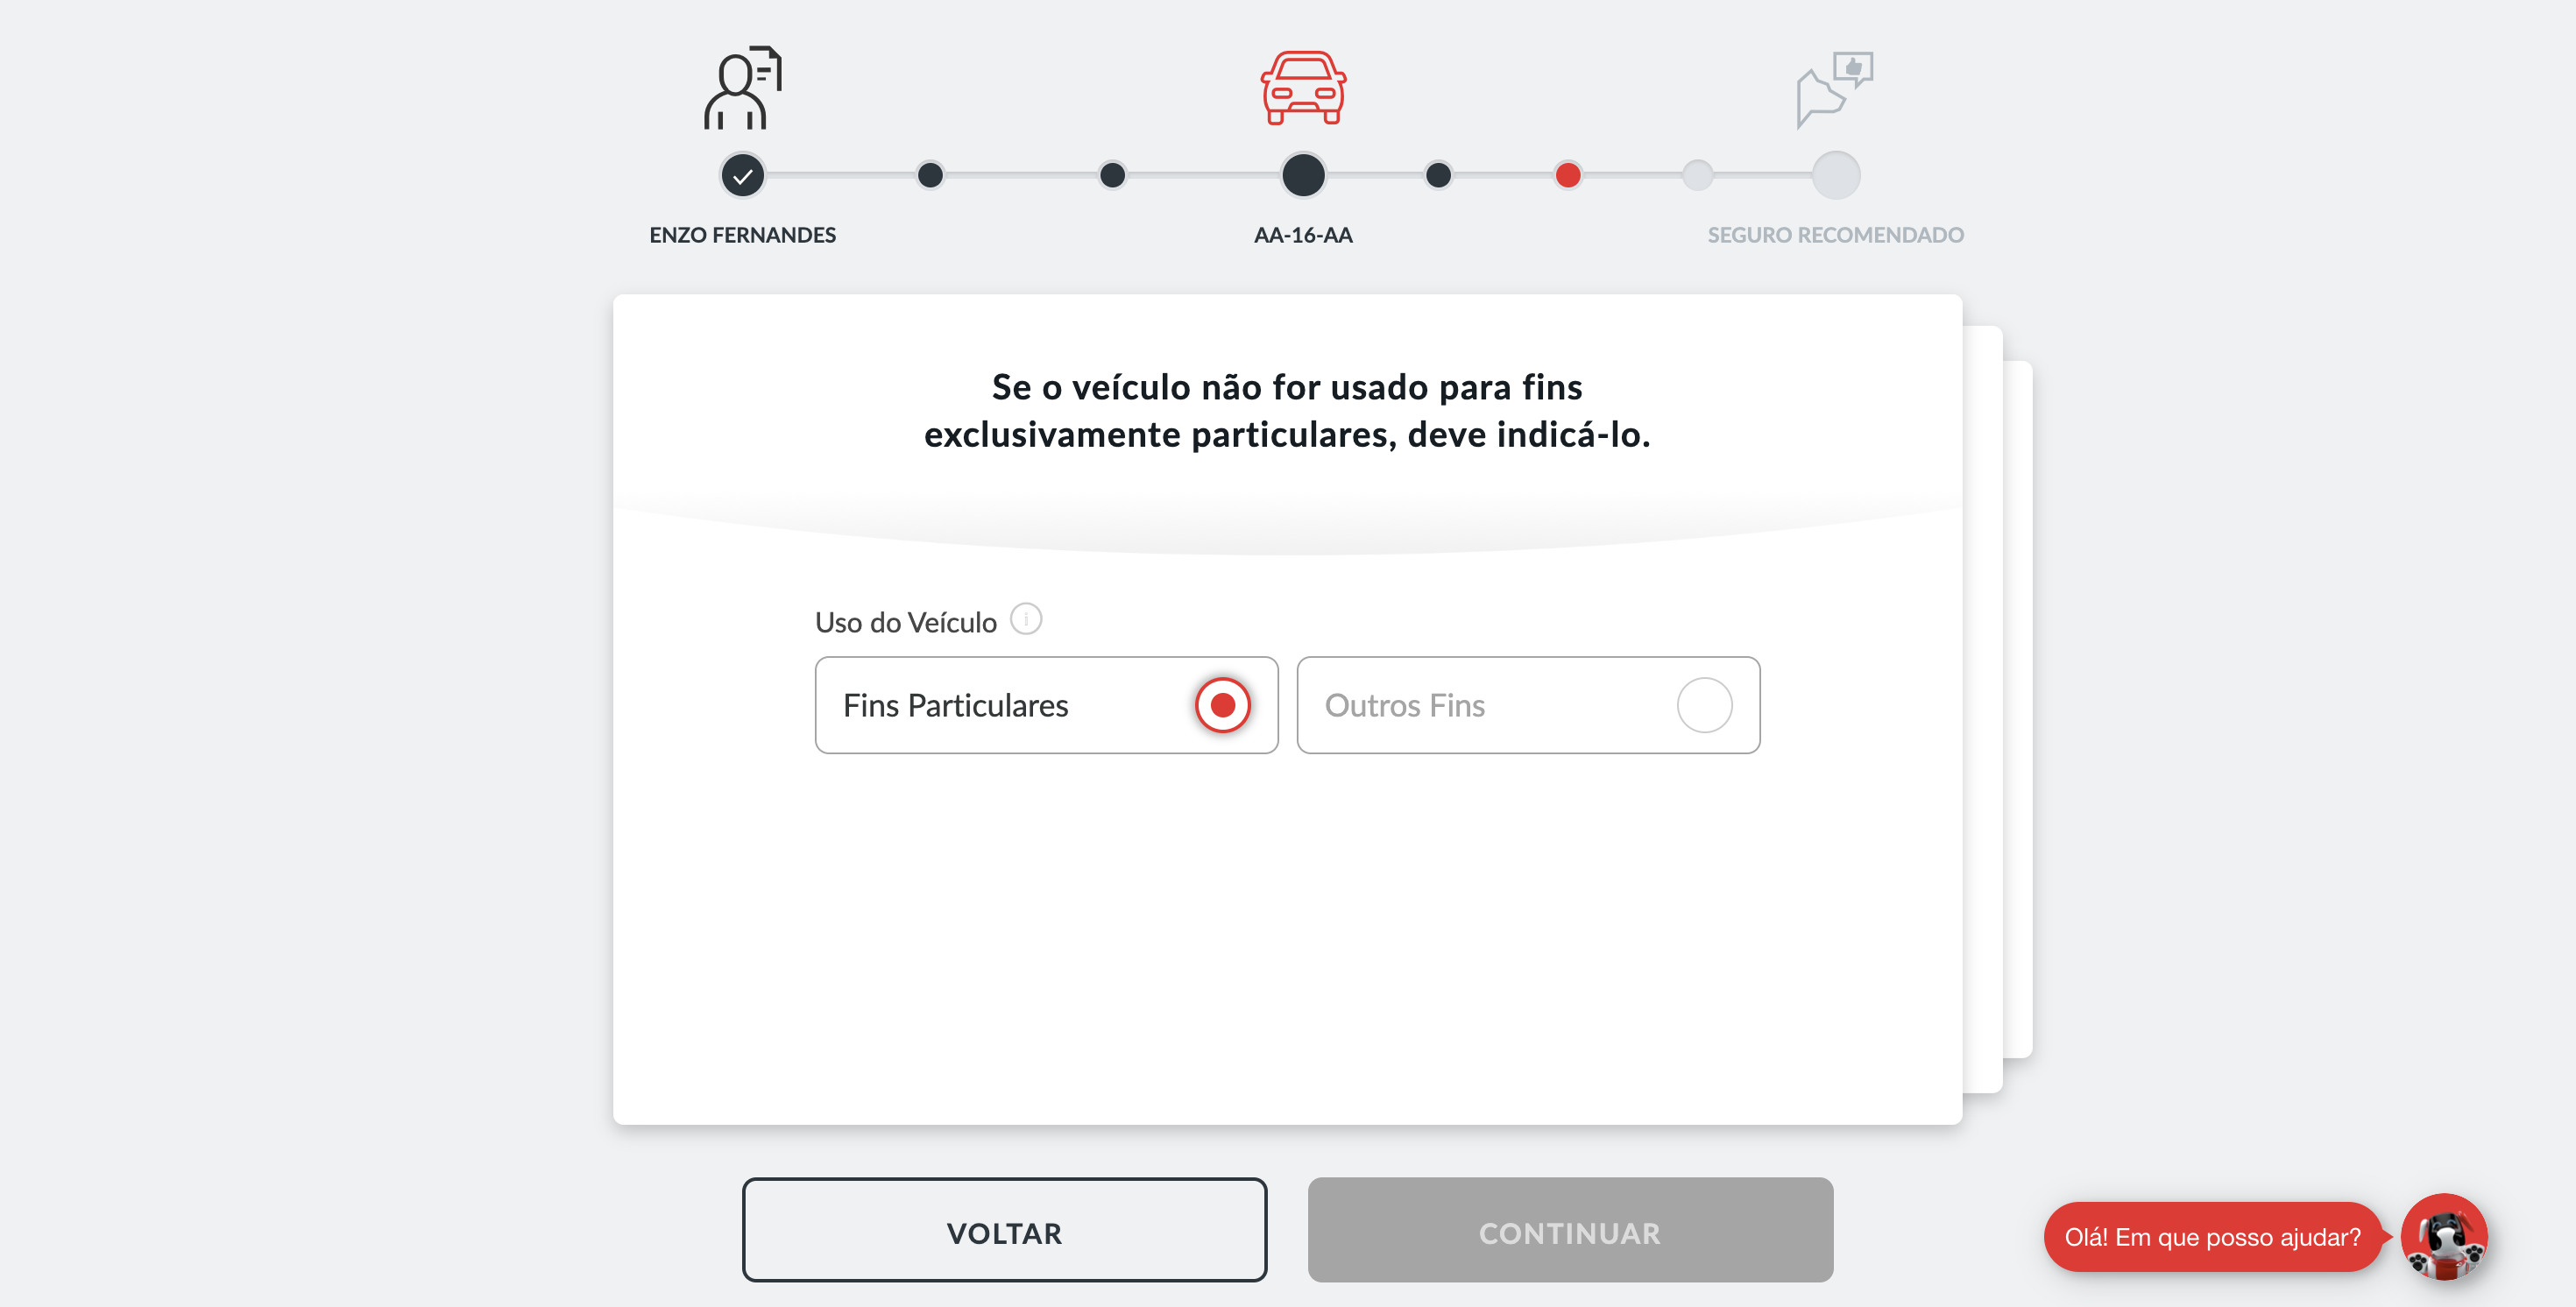 ENZO FERNANDES
AA-16-AA
SEGURO RECOMENDADO
Se o veículo não for usado para fins
exclusivamente particulares, deve indicá-lo.
Uso do Veículo i
Fins Particulares
Outros Fins
VOLTAR
CONTINUAR
Olá! Em que posso ajudar?